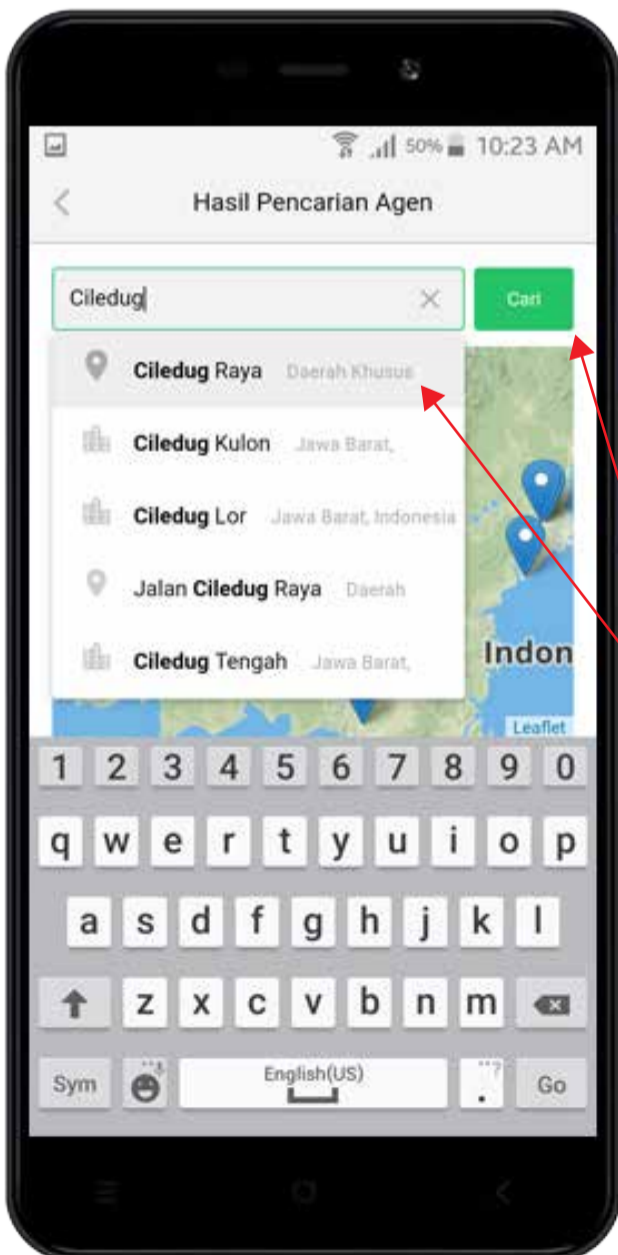 50% 10:23 AM
Hasil Pencarian Agen
Ciledug Cari
Ciledug Raya Daerah Khusus
Ciledug Kulon Jawa Barat,
Ciledug Lor Jawa Barat, Indonesia
Jalan Ciledug Raya Daerah
Ciledug Tengah Jawa Barat,
Indon
Leaflet
1 2 3 4 5 6 7 8 9 0
q w e r t y u i o p
a s d f g h j k l
z x c v b n m
Sym English(US) . Go